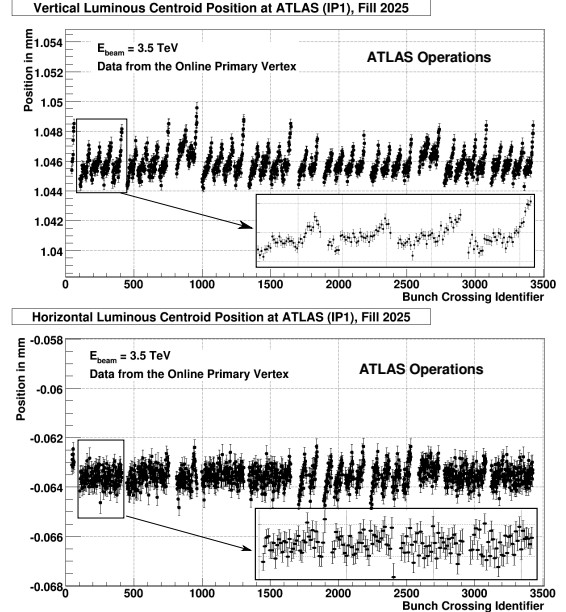 Vertical Luminous Centroid Position at ATLAS (IP1), Fill 2025
Position in mm
1.054
1.052
1.05
1.048
1.046
1.044
1.042
1.04
E_beam = 3.5 TeV
Data from the Online Primary Vertex
ATLAS Operations
0 500 1000 1500 2000 2500 3000 3500
Bunch Crossing Identifier
Horizontal Luminous Centroid Position at ATLAS (IP1), Fill 2025
Position in mm
-0.058
-0.06
-0.062
-0.064
-0.066
-0.068
E_beam = 3.5 TeV
Data from the Online Primary Vertex
ATLAS Operations
0 500 1000 1500 2000 2500 3000 3500
Bunch Crossing Identifier